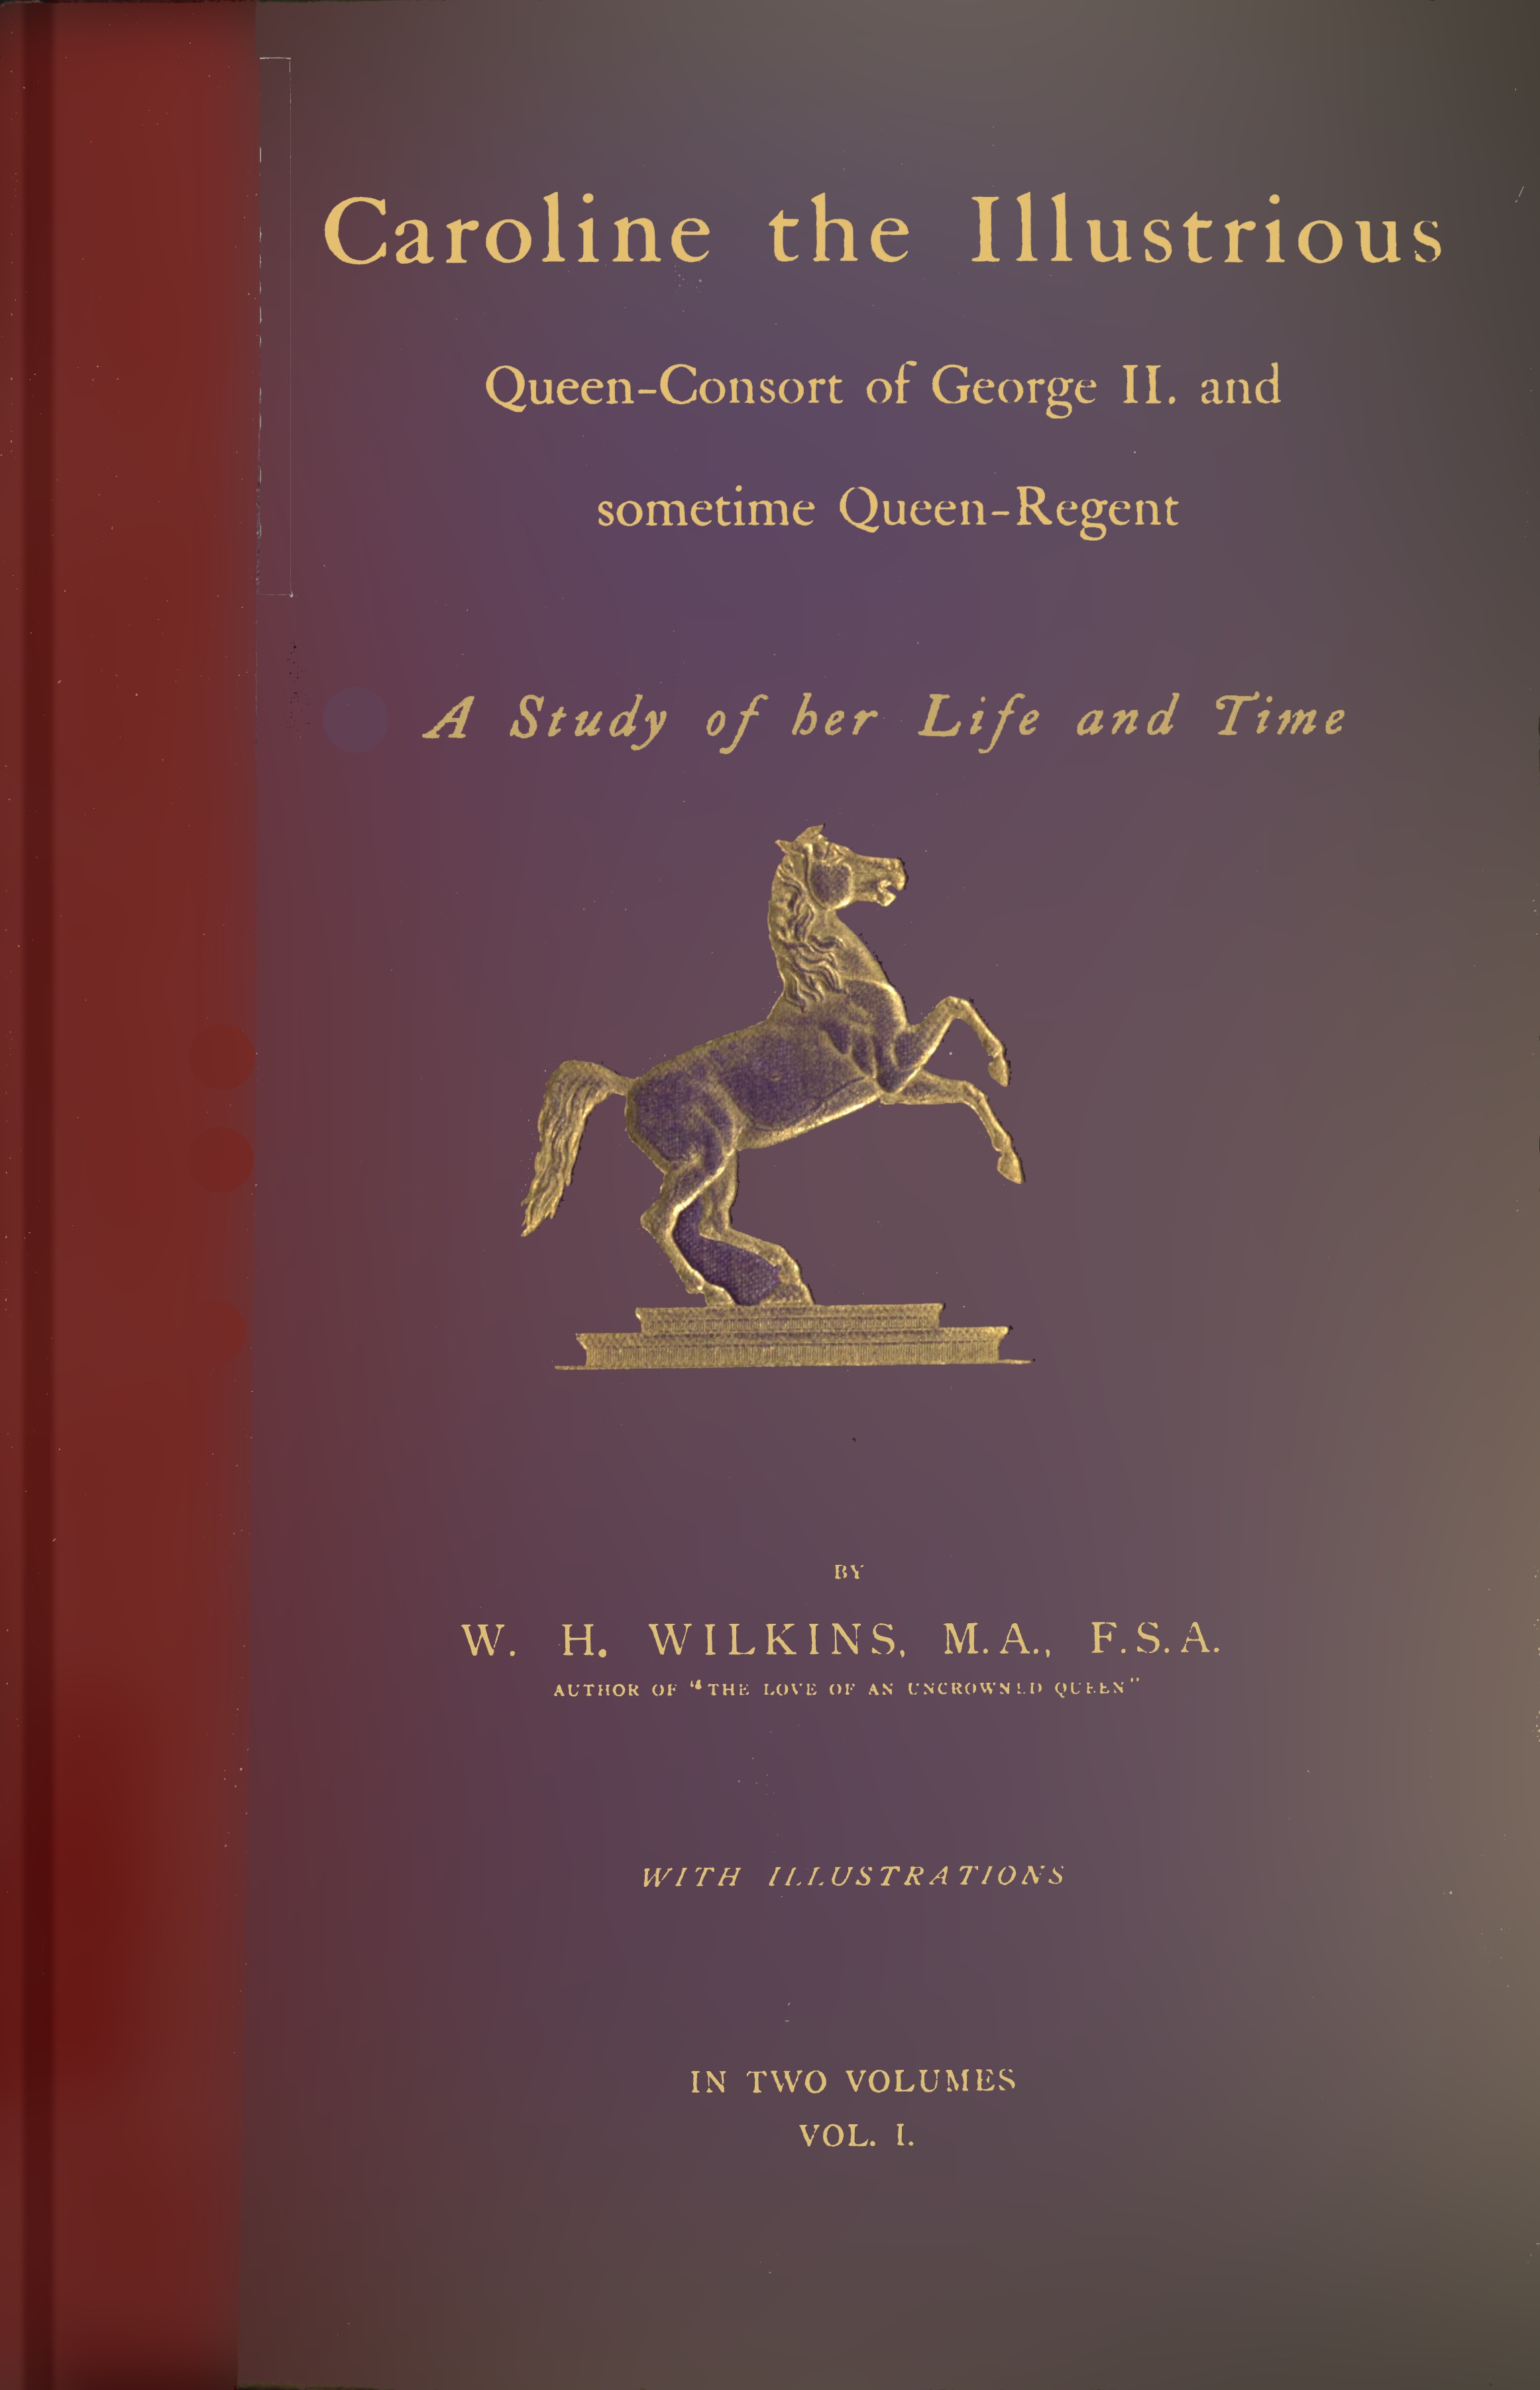 Caroline the Illustrious
Queen-Consort of George II. and
sometime Queen-Regent
A Study of her Life and Time
BY
W. H. WILKINS, M.A., F.S.A.
AUTHOR OF "THE LOVE OF AN UNCROWNED QUEEN"
WITH ILLUSTRATIONS
IN TWO VOLUMES
VOL. I.